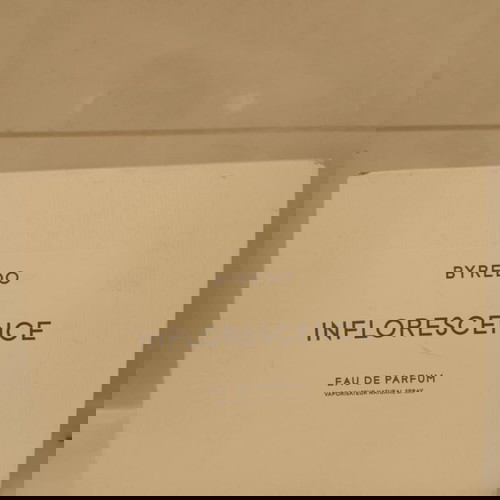 BYREDO
INFLORESCENCE
EAU DE PARFUM
VAPORISATEUR NATURAL SPRAY